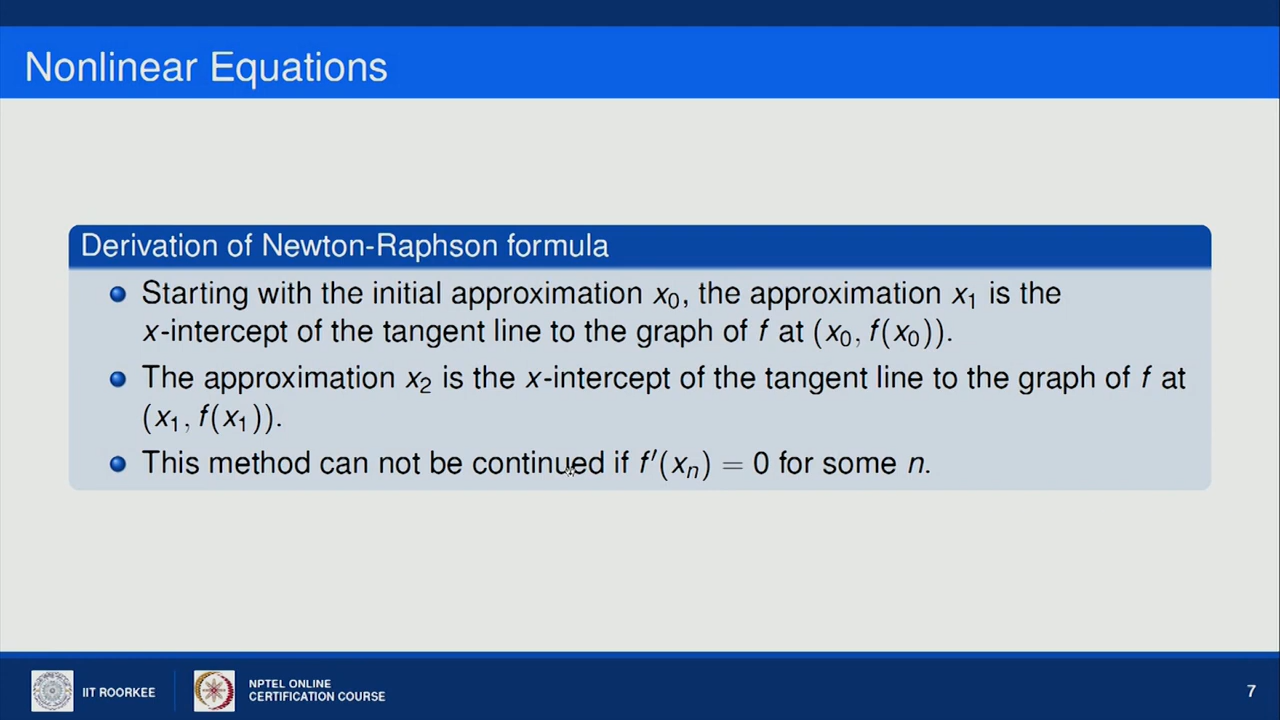 Nonlinear Equations
Derivation of Newton-Raphson formula
Starting with the initial approximation x₀, the approximation x₁ is the
x-intercept of the tangent line to the graph of f at (x₀, f(x₀)).
The approximation x₂ is the x-intercept of the tangent line to the graph of f at
(x₁, f(x₁)).
This method can not be continued if f′(xₙ) = 0 for some n.
IIT ROORKEE
NPTEL ONLINE
CERTIFICATION COURSE
7